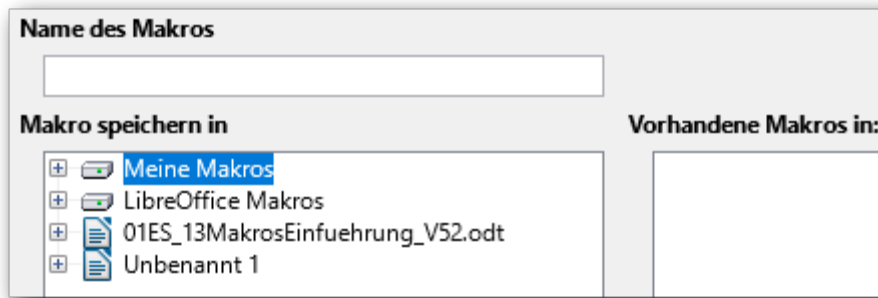 Name des Makros
Makro speichern in
Vorhandene Makros in:
Meine Makros
LibreOffice Makros
01ES_13MakrosEinfuehrung_V52.odt
Unbenannt 1